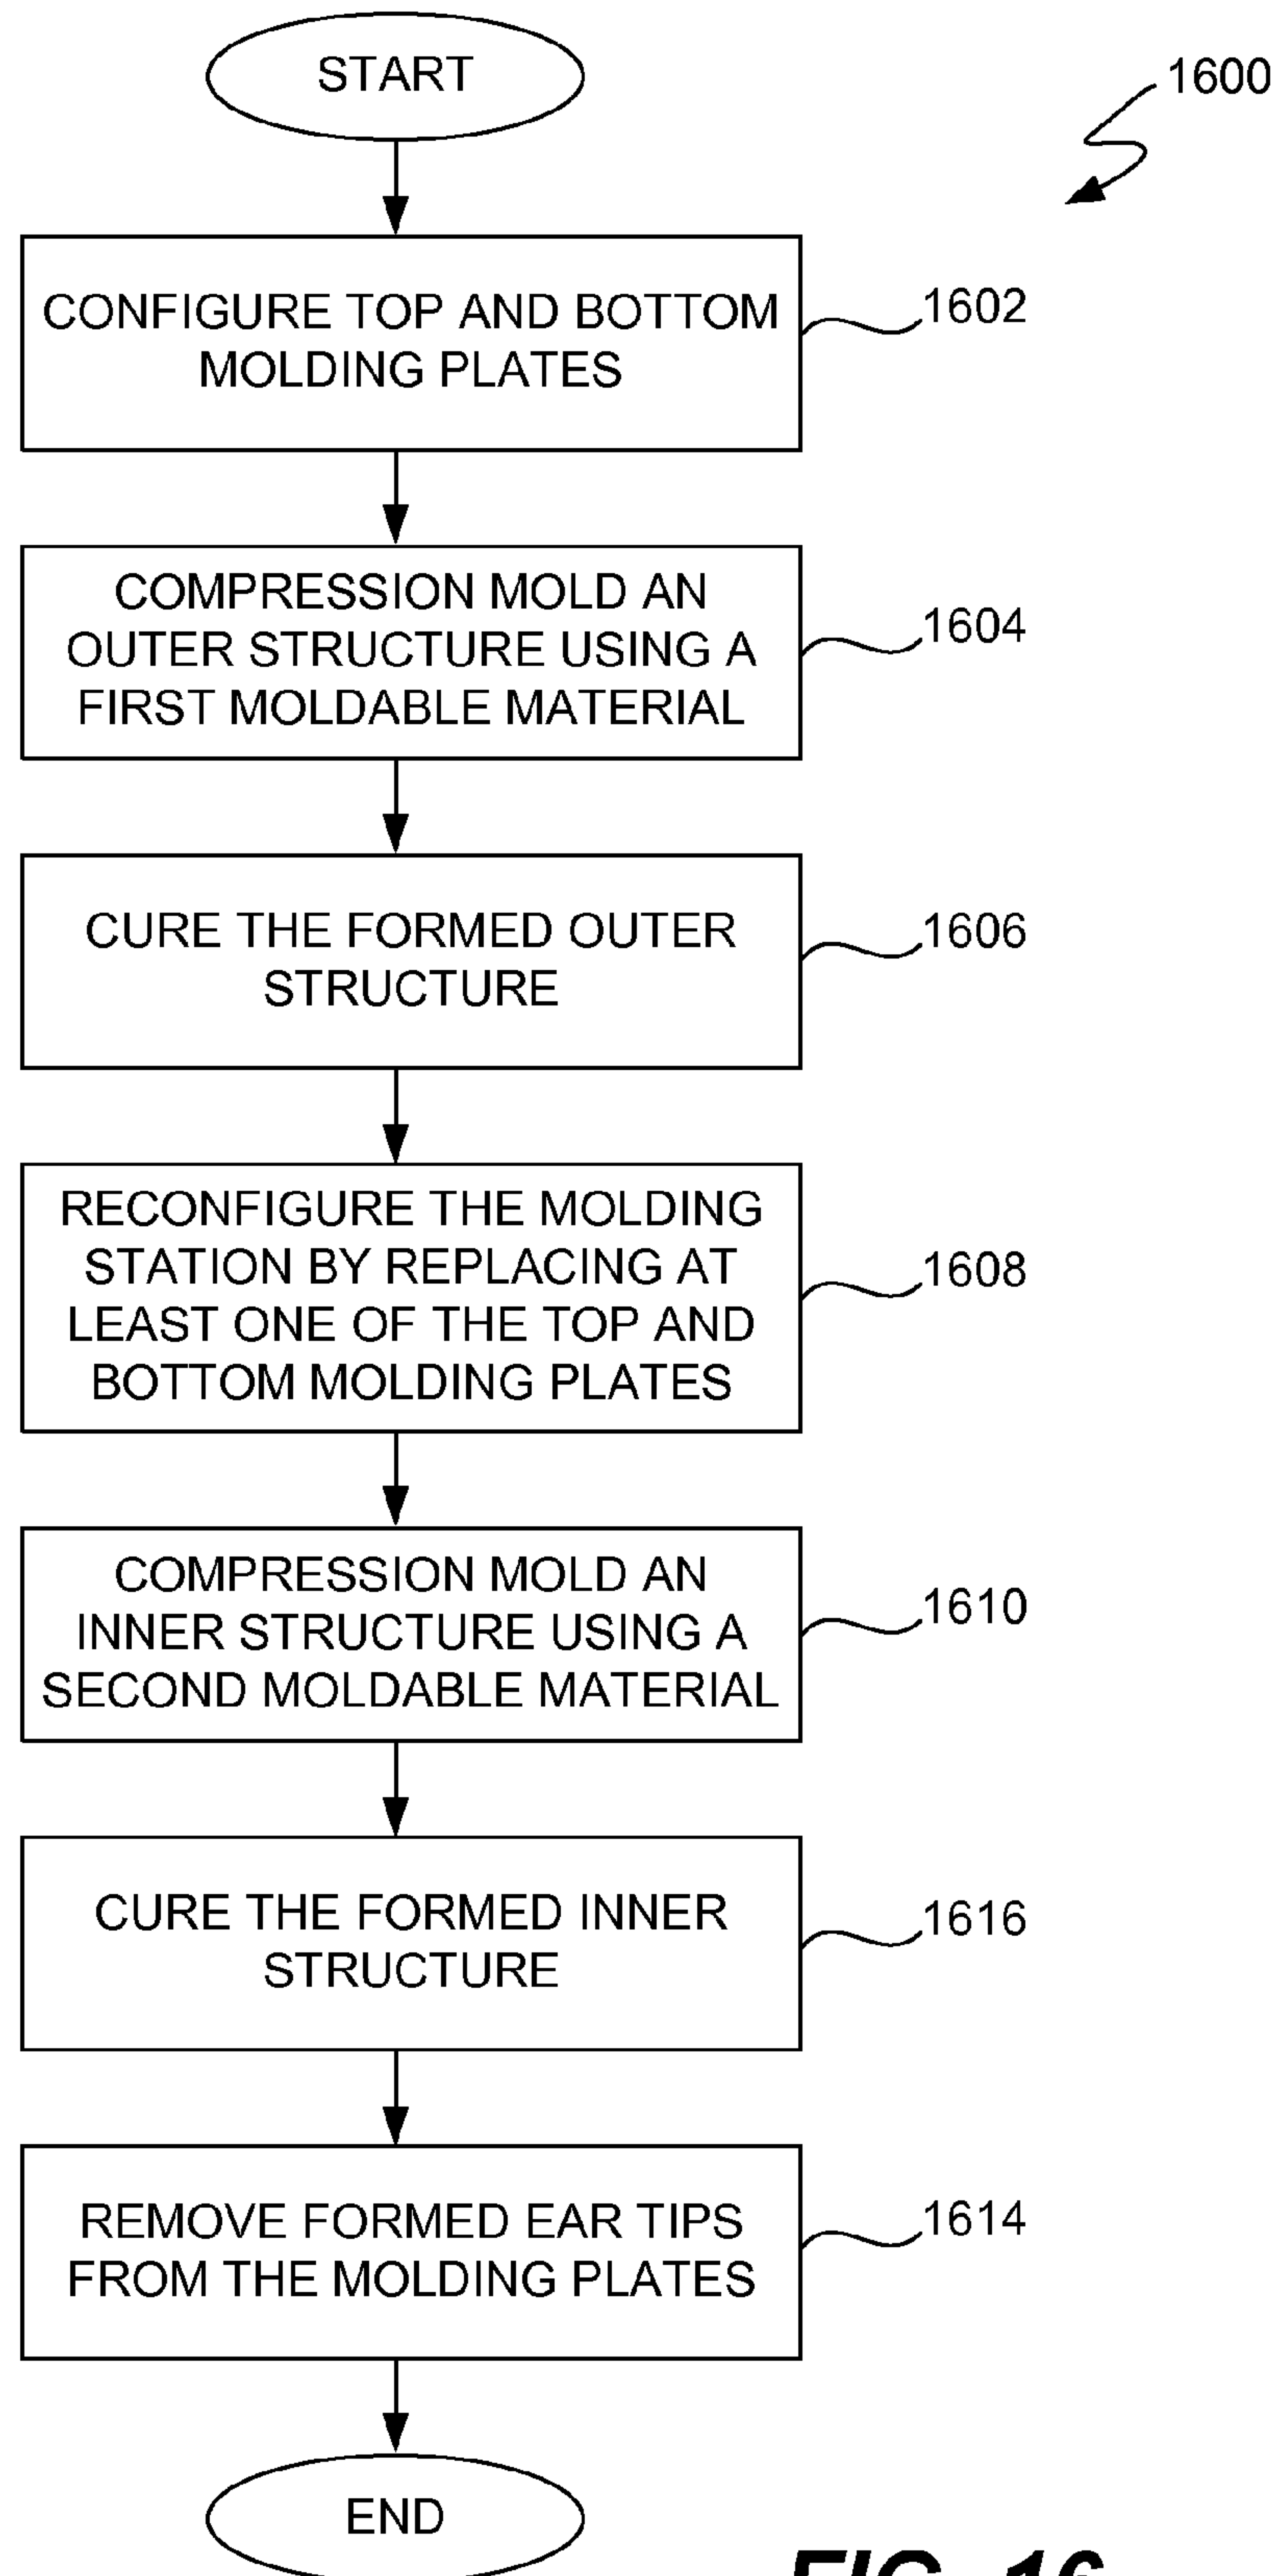 START
1600
CONFIGURE TOP AND BOTTOM
MOLDING PLATES
1602
COMPRESSION MOLD AN
OUTER STRUCTURE USING A
FIRST MOLDABLE MATERIAL
1604
CURE THE FORMED OUTER
STRUCTURE
1606
RECONFIGURE THE MOLDING
STATION BY REPLACING AT
LEAST ONE OF THE TOP AND
BOTTOM MOLDING PLATES
1608
COMPRESSION MOLD AN
INNER STRUCTURE USING A
SECOND MOLDABLE MATERIAL
1610
CURE THE FORMED INNER
STRUCTURE
1616
REMOVE FORMED EAR TIPS
FROM THE MOLDING PLATES
1614
END
FIG. 16